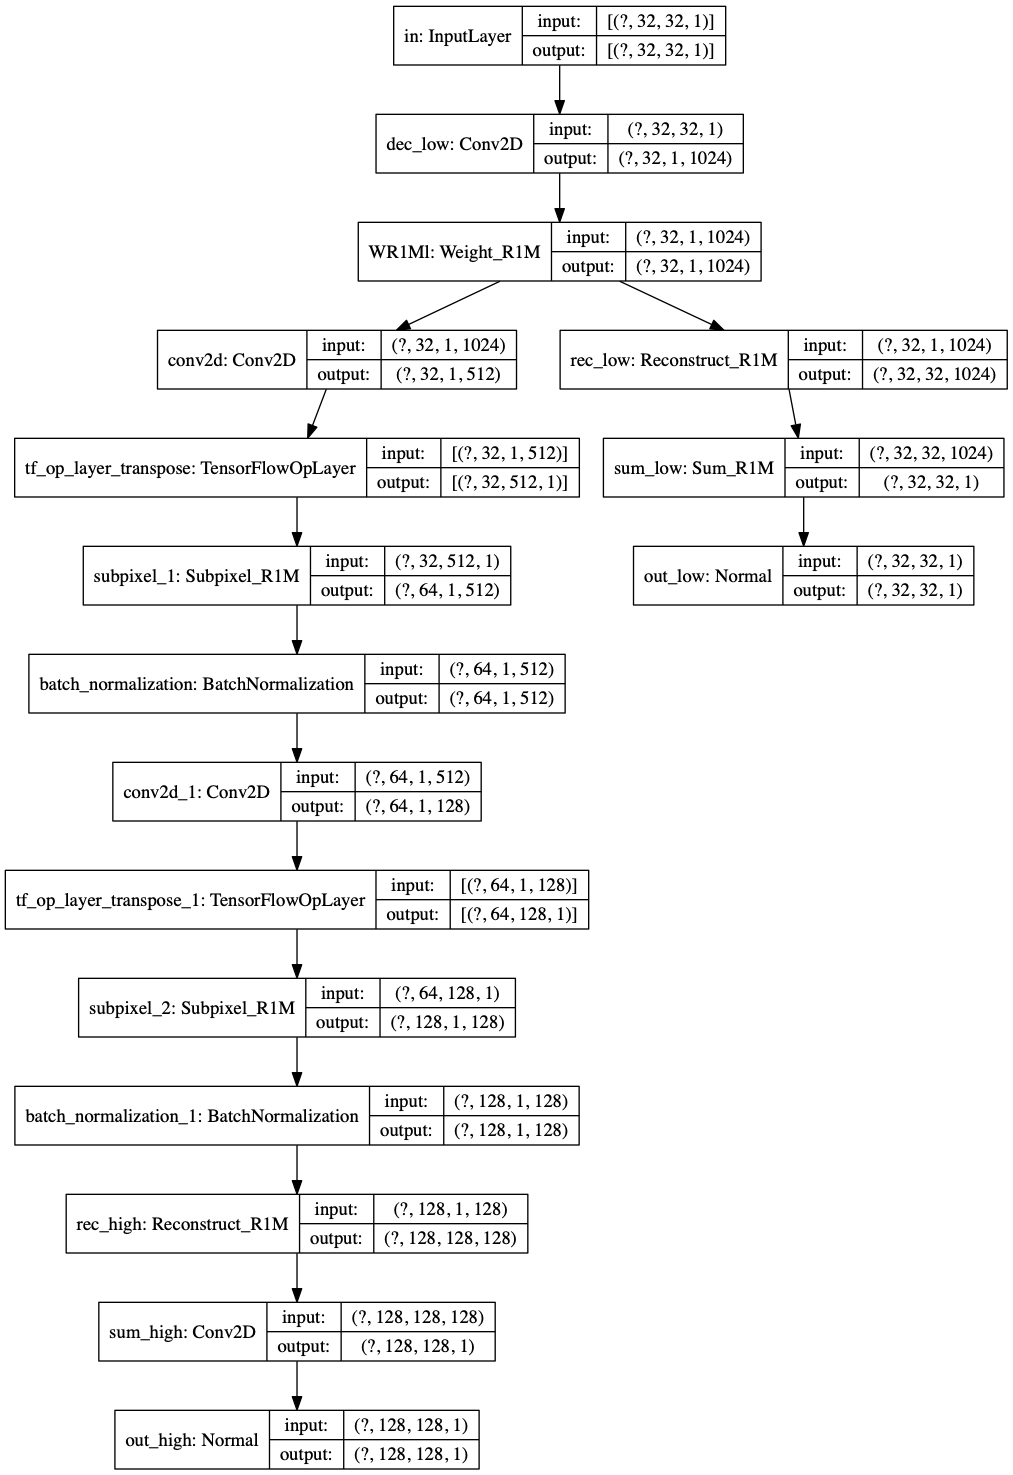 in: InputLayer
input: [(?, 32, 32, 1)]
output: [(?, 32, 32, 1)]
dec_low: Conv2D
input: (?, 32, 32, 1)
output: (?, 32, 1, 1024)
WR1Ml: Weight_R1M
input: (?, 32, 1, 1024)
output: (?, 32, 1, 1024)
conv2d: Conv2D
input: (?, 32, 1, 1024)
output: (?, 32, 1, 512)
rec_low: Reconstruct_R1M
input: (?, 32, 1, 1024)
output: (?, 32, 32, 1024)
tf_op_layer_transpose: TensorFlowOpLayer
input: [(?, 32, 1, 512)]
output: [(?, 32, 512, 1)]
sum_low: Sum_R1M
input: (?, 32, 32, 1024)
output: (?, 32, 32, 1)
subpixel_1: Subpixel_R1M
input: (?, 32, 512, 1)
output: (?, 64, 1, 512)
out_low: Normal
input: (?, 32, 32, 1)
output: (?, 32, 32, 1)
batch_normalization: BatchNormalization
input: (?, 64, 1, 512)
output: (?, 64, 1, 512)
conv2d_1: Conv2D
input: (?, 64, 1, 512)
output: (?, 64, 1, 128)
tf_op_layer_transpose_1: TensorFlowOpLayer
input: [(?, 64, 1, 128)]
output: [(?, 64, 128, 1)]
subpixel_2: Subpixel_R1M
input: (?, 64, 128, 1)
output: (?, 128, 1, 128)
batch_normalization_1: BatchNormalization
input: (?, 128, 1, 128)
output: (?, 128, 1, 128)
rec_high: Reconstruct_R1M
input: (?, 128, 1, 128)
output: (?, 128, 128, 128)
sum_high: Conv2D
input: (?, 128, 128, 128)
output: (?, 128, 128, 1)
out_high: Normal
input: (?, 128, 128, 1)
output: (?, 128, 128, 1)